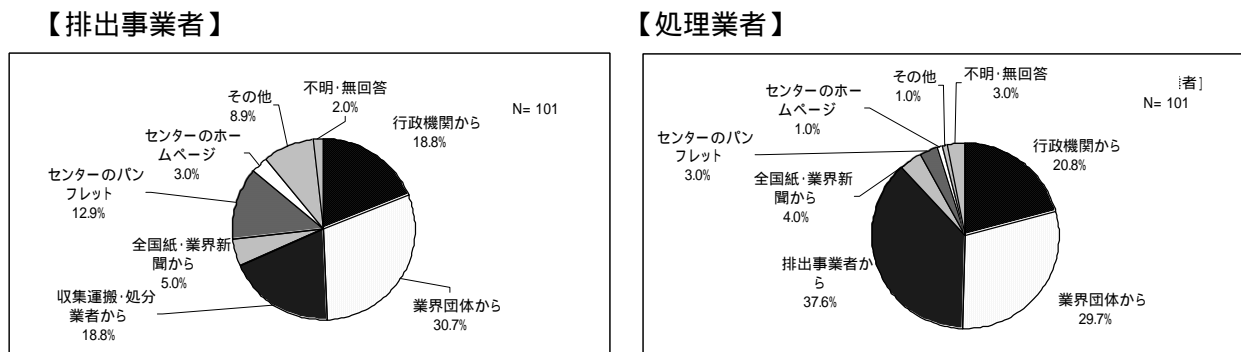 【排出事業者】
不明・無回答
2.0%
N= 101
行政機関から
18.8%
業界団体から
30.7%
収集運搬・処分
業者から
18.8%
全国紙・業界新
聞から
5.0%
センターのパン
フレット
12.9%
センターのホー
ムページ
3.0%
その他
8.9%
【処理業者】
不明・無回答
3.0%
者]
N= 101
行政機関から
20.8%
業界団体から
29.7%
排出事業者か
ら
37.6%
全国紙・業界新
聞から
4.0%
センターのパン
フレット
3.0%
センターのホー
ムページ
1.0%
その他
1.0%